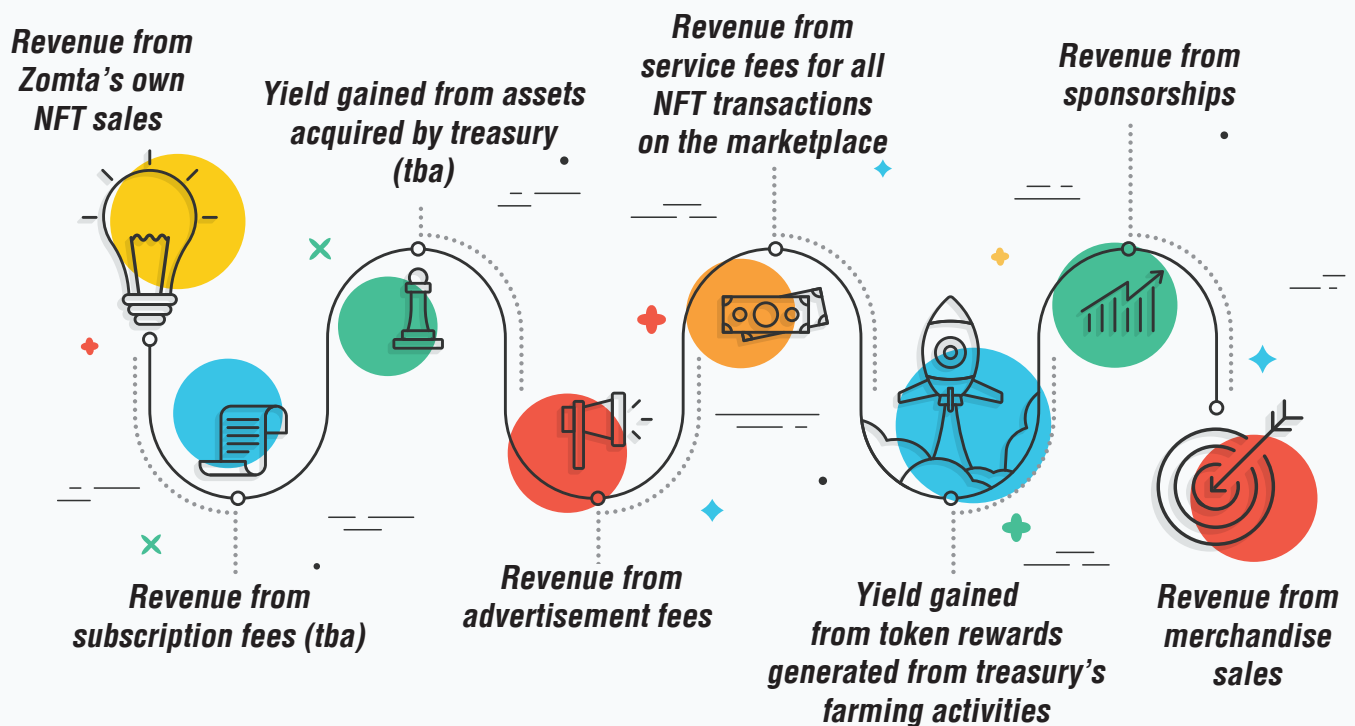 Revenue from
Zomta's own
NFT sales
Revenue from
subscription fees (tba)
Yield gained from assets
acquired by treasury
(tba)
Revenue from
advertisement fees
Revenue from
service fees for all
NFT transactions
on the marketplace
Yield gained
from token rewards
generated from treasury's
farming activities
Revenue from
sponsorships
Revenue from
merchandise
sales